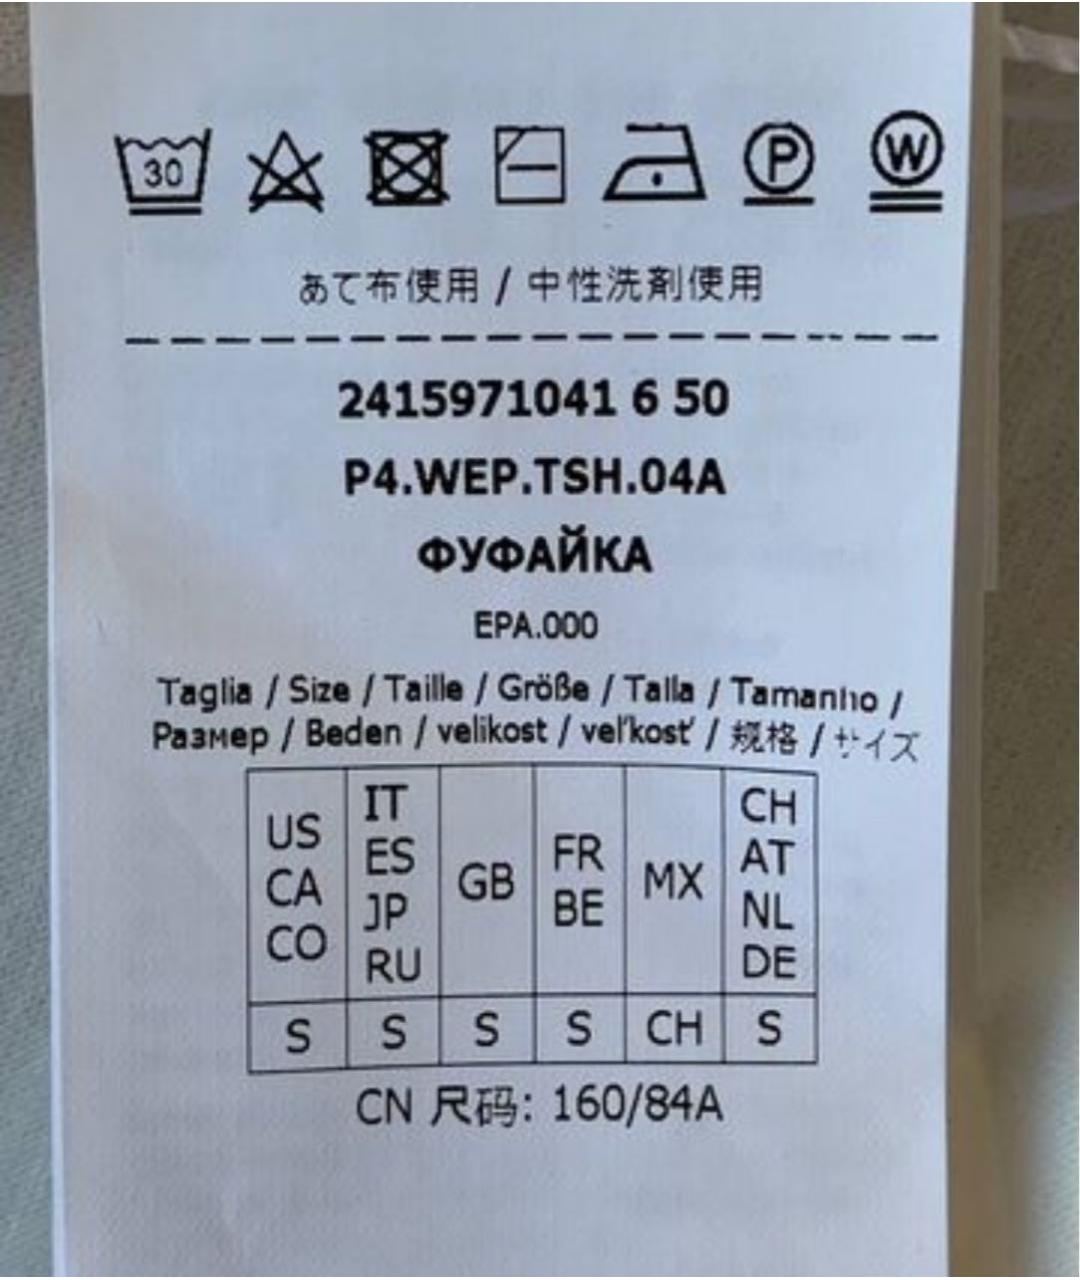 30 P W
あて布使用 / 中性洗剤使用
2415971041 6 50
P4.WEP.TSH.04A
ФУФАЙКА
EPA.000
Taglia / Size / Taille / Größe / Talla / Tamanho /
Размер / Beden / velikost / veľkosť / 规格 / サイズ
US CA CO IT ES JP RU GB FR BE MX CH AT NL DE
S S S S CH S
CN 尺码: 160/84A